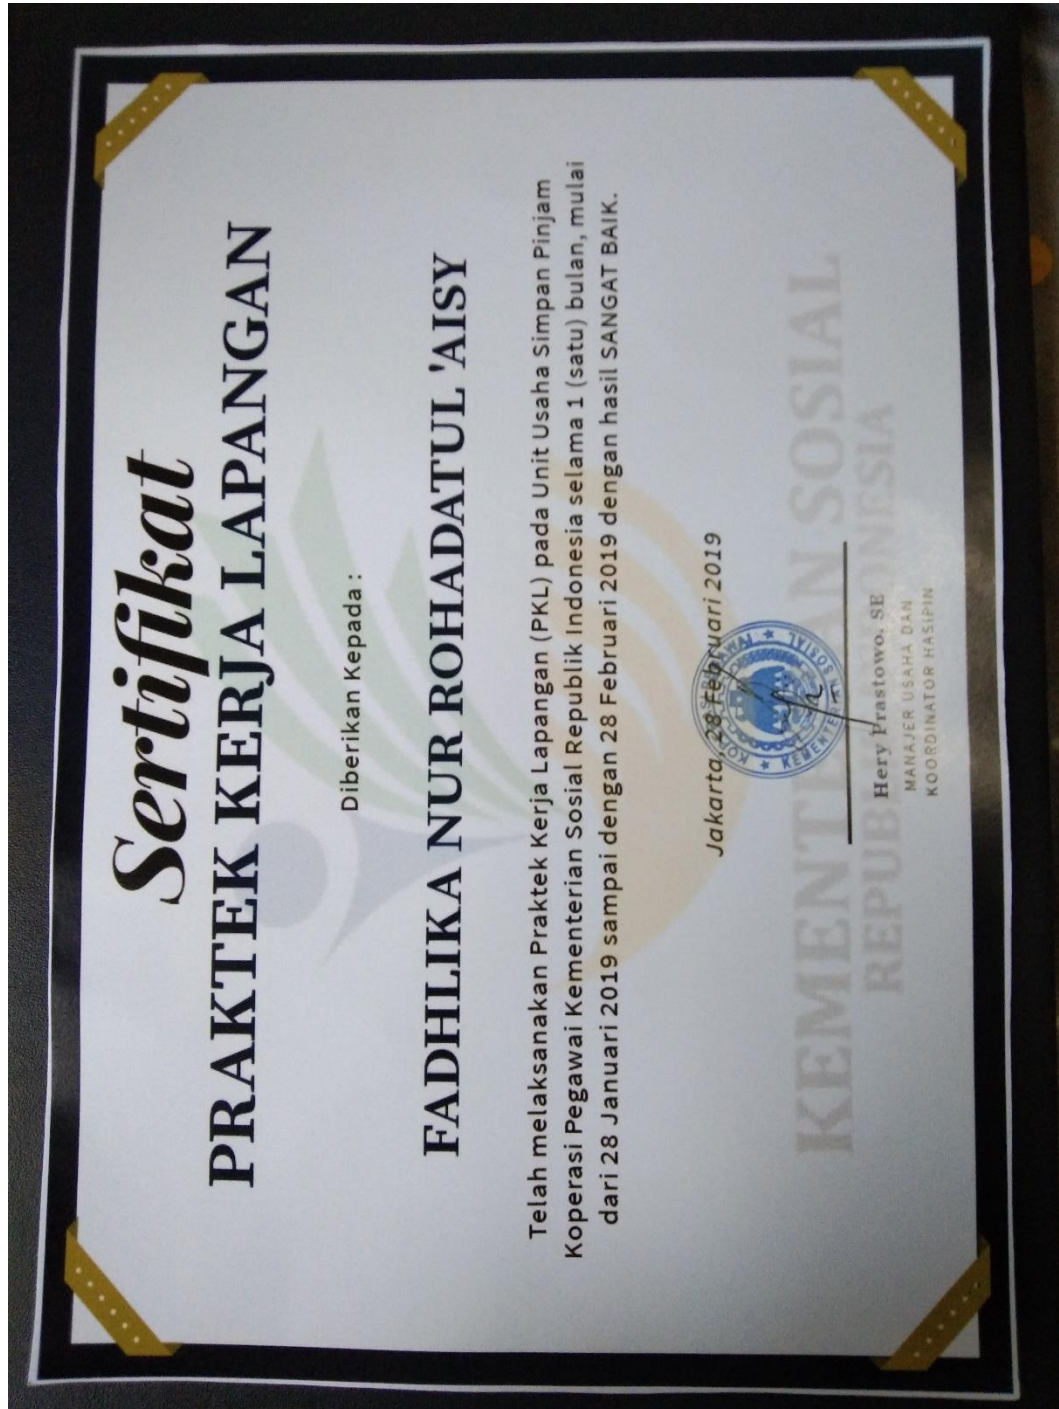 Sertifikat
PRAKTEK KERJA LAPANGAN
Diberikan Kepada :
FADHLIKA NUR ROHADATUL 'AISY
Telah melaksanakan Praktek Kerja Lapangan (PKL) pada Unit Usaha Simpan Pinjam
Koperasi Pegawai Kementerian Sosial Republik Indonesia selama 1 (satu) bulan, mulai
dari 28 Januari 2019 sampai dengan 28 Februari 2019 dengan hasil SANGAT BAIK.
Jakarta, 28 Februari 2019
KEMENTERIAN SOSIAL
REPUBLIK INDONESIA
Hery Prastowo, SE
MANAJER USAHA DAN
KOORDINATOR HASIPIN